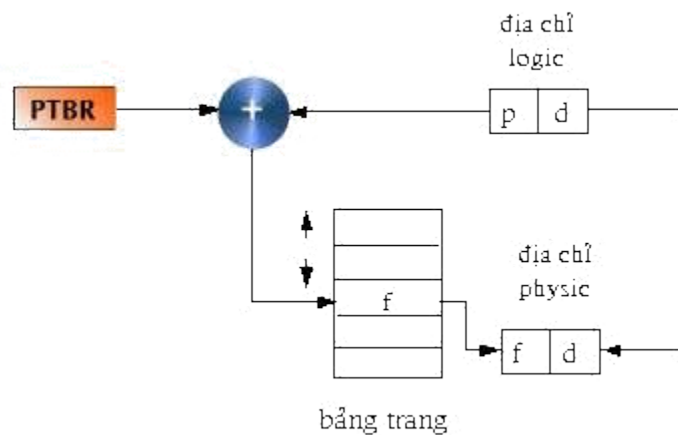 địa chỉ
logic
PTBR
+
p d
f
địa chỉ
physic
f d
bảng trang